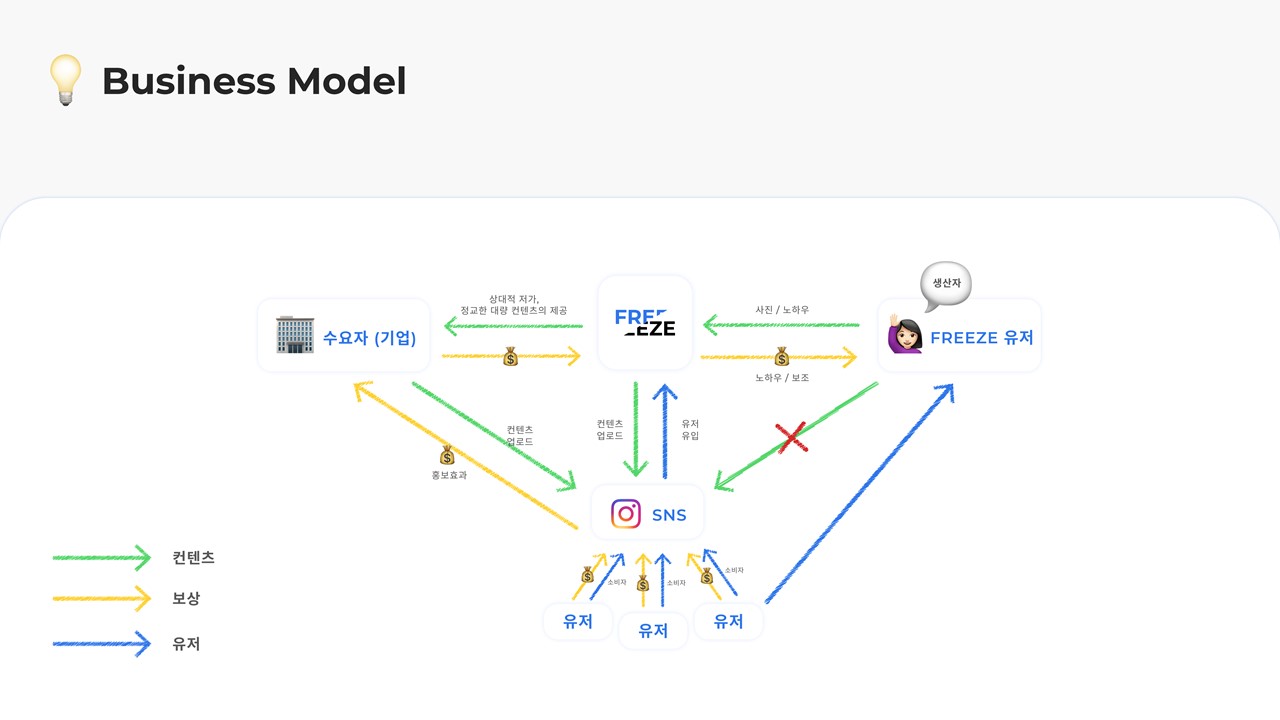 Business Model
생산자
상대적 저가,
정교한 대량 컨텐츠의 제공
사진 / 노하우
FREEZE
수요자 (기업)
FREEZE 유저
노하우 / 보조
컨텐츠
업로드
컨텐츠
업로드
유저
유입
홍보효과
SNS
소비자
소비자
소비자
유저
유저
유저
컨텐츠
보상
유저